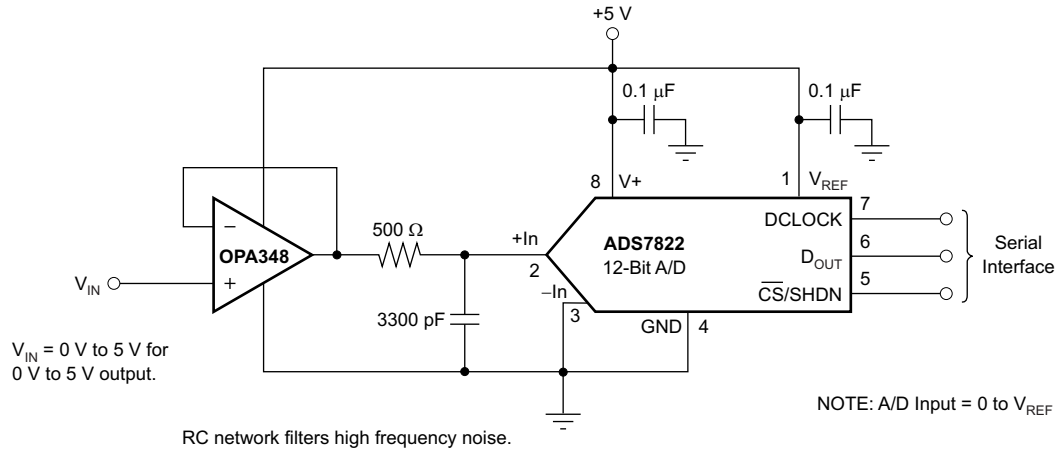 +5 V
0.1 μF
0.1 μF
8
V+
1
V_REF
7
DCLOCK
−
OPA348
+
500 Ω
+In
2
ADS7822
12-Bit A/D
6
D_OUT
Serial
Interface
V_IN
−In
3
5
C̅S̅/SHDN
3300 pF
GND
4
V_IN = 0 V to 5 V for
0 V to 5 V output.
NOTE: A/D Input = 0 to V_REF
RC network filters high frequency noise.